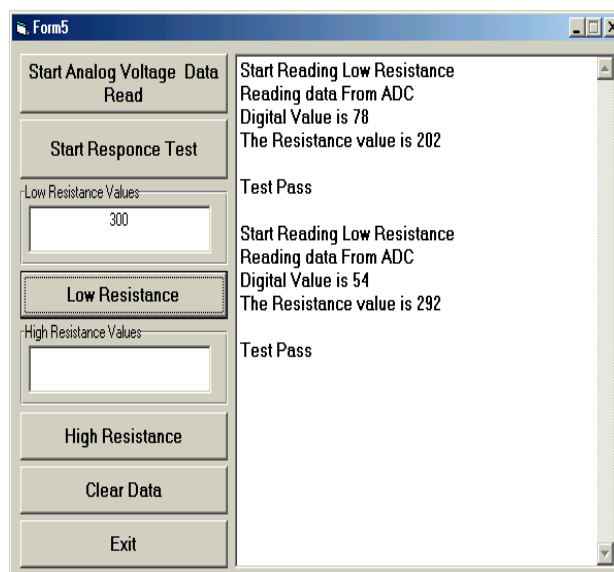 Form5
Start Analog Voltage Data
Read
Start Responce Test
Low Resistance Values
300
Low Resistance
High Resistance Values
High Resistance
Clear Data
Exit
Start Reading Low Resistance
Reading data From ADC
Digital Value is 78
The Resistance value is 202
Test Pass
Start Reading Low Resistance
Reading data From ADC
Digital Value is 54
The Resistance value is 292
Test Pass